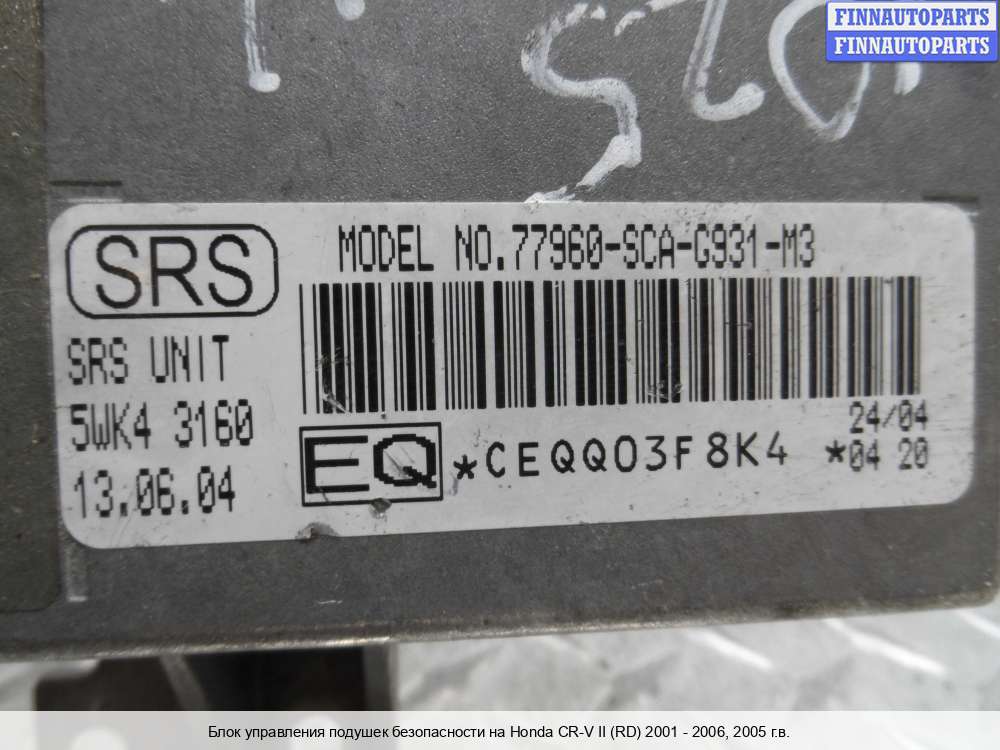 FINNAUTOPARTS
FINNAUTOPARTS
SRS
MODEL NO.77960-SCA-G931-M3
SRS UNIT
5WK4 3160
13.06.04
EQ
*CEQQ03F8K4
24/04
*04 20
Блок управления подушек безопасности на Honda CR-V II (RD) 2001 - 2006, 2005 г.в.